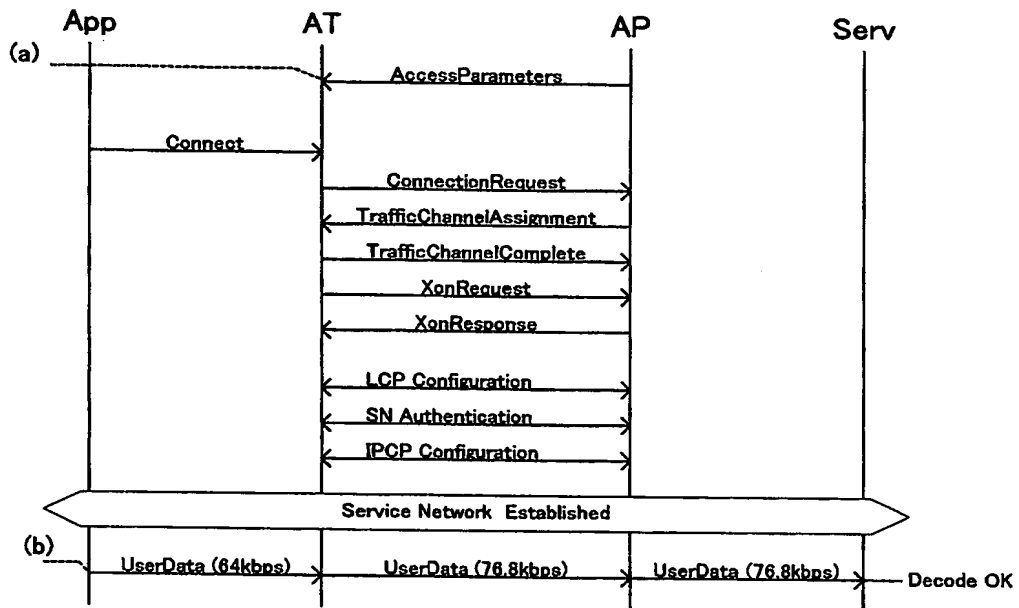 App AT AP Serv
(a)
AccessParameters
Connect
ConnectionRequest
TrafficChannelAssignment
TrafficChannelComplete
XonRequest
XonResponse
LCP Configuration
SN Authentication
IPCP Configuration
Service Network Established
(b)
UserData (64kbps) UserData (76.8kbps) UserData (76.8kbps) Decode OK